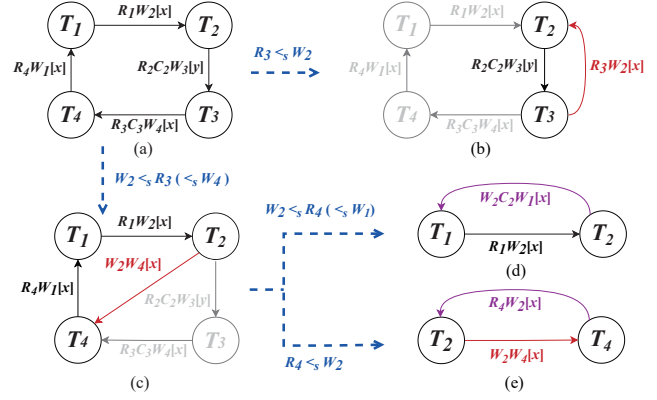 R₁W₂[x]
T₁ T₂
R₄W₁[x] R₂C₂W₃[y]
T₄ T₃
R₃C₃W₄[x]
(a)
R₃ <ₛ W₂
R₁W₂[x]
T₁ T₂
R₄W₁[x] R₂C₂W₃[y] R₃W₂[x]
T₄ T₃
R₃C₃W₄[x]
(b)
W₂ <ₛ R₃ ( <ₛ W₄)
R₁W₂[x]
T₁ T₂
W₂W₄[x]
R₄W₁[x] R₂C₂W₃[y]
T₄ T₃
R₃C₃W₄[x]
(c)
W₂ <ₛ R₄ ( <ₛ W₁)
R₄ <ₛ W₂
W₂C₂W₁[x]
T₁ T₂
R₁W₂[x]
(d)
R₄W₂[x]
T₂ T₄
W₂W₄[x]
(e)